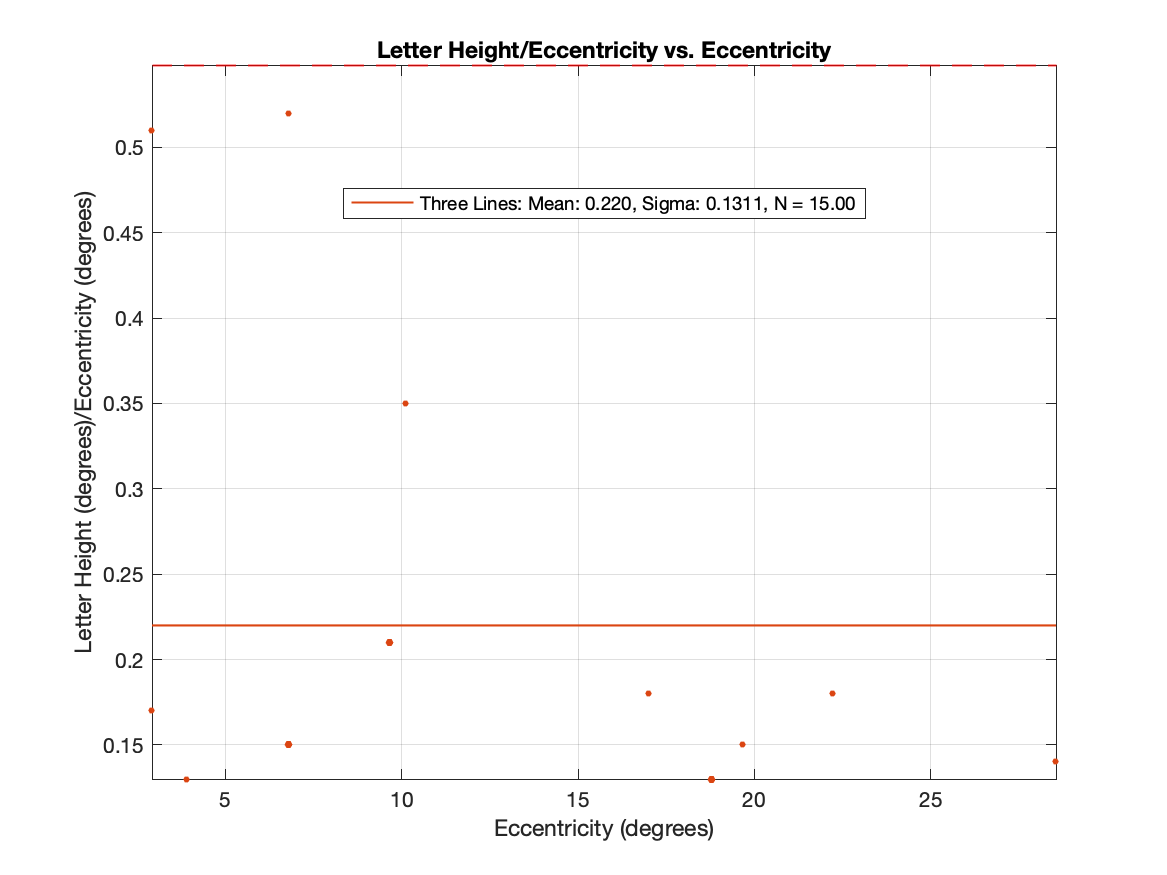 Letter Height/Eccentricity vs. Eccentricity
Three Lines: Mean: 0.220, Sigma: 0.1311, N = 15.00
Letter Height (degrees)/Eccentricity (degrees)
0.5
0.45
0.4
0.35
0.3
0.25
0.2
0.15
5 10 15 20 25
Eccentricity (degrees)